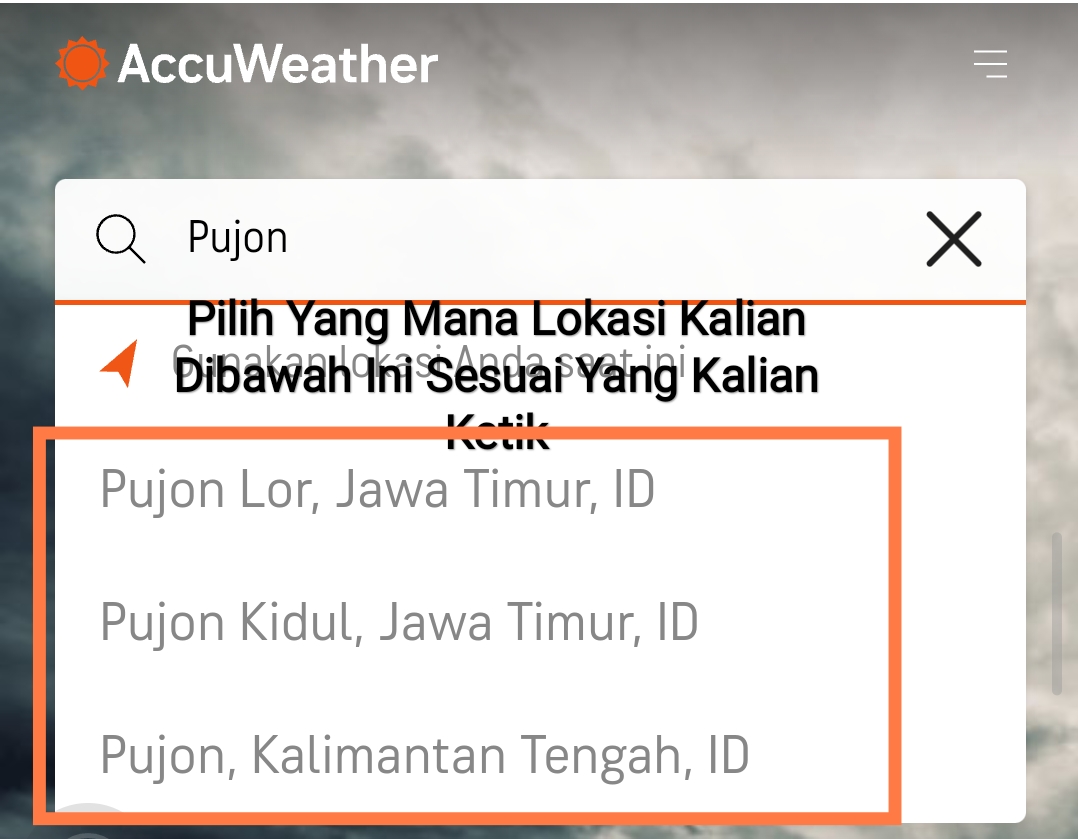 AccuWeather
Pujon
Pilih Yang Mana Lokasi Kalian
Gunakan lokasi Anda saat ini
Dibawah Ini Sesuai Yang Kalian
Ketik
Pujon Lor, Jawa Timur, ID
Pujon Kidul, Jawa Timur, ID
Pujon, Kalimantan Tengah, ID